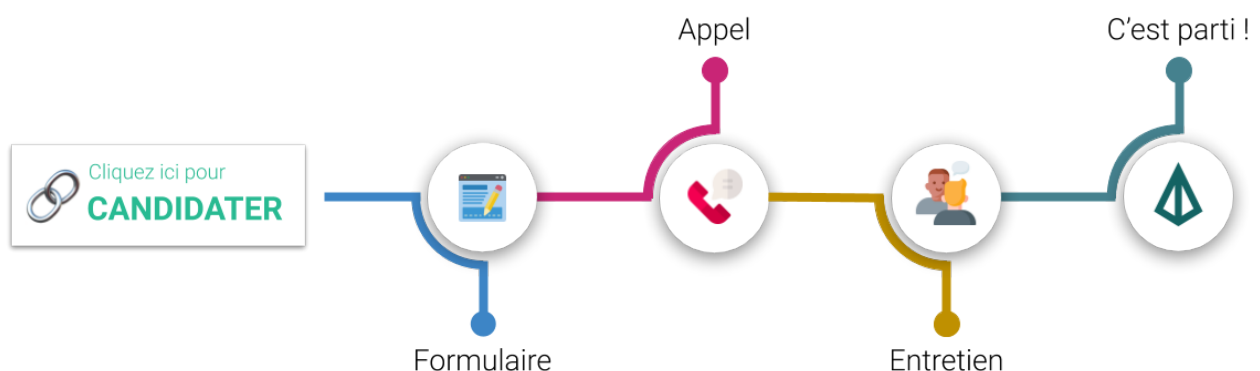 Cliquez ici pour
CANDIDATER
Formulaire
Appel
Entretien
C’est parti !